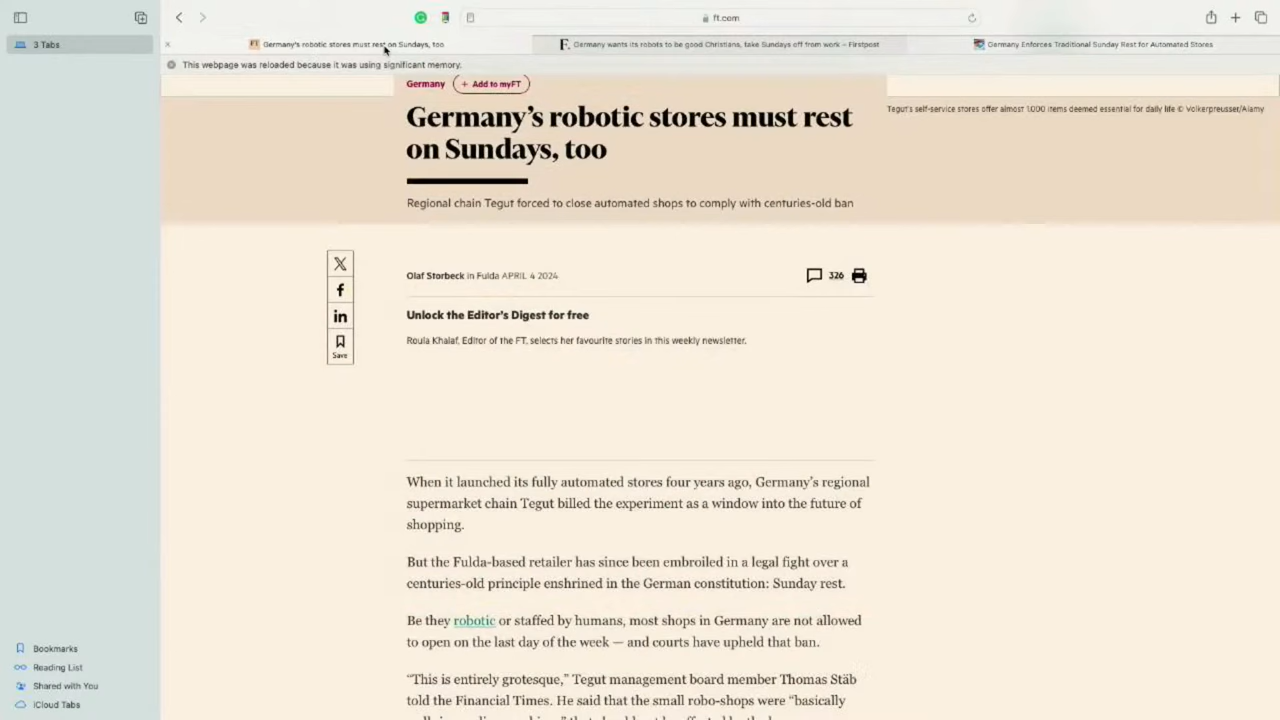 3 Tabs
ft.com
Germany's robotic stores must rest on Sundays, too
Germany wants its robots to be good Christians, take Sundays off from work – Firstpost
Germany Enforces Traditional Sunday Rest for Automated Stores
This webpage was reloaded because it was using significant memory.
Germany
+ Add to myFT
Tegut's self-service stores offer almost 1,000 items deemed essential for daily life © Volkerpreusser/Alamy
Germany's robotic stores must rest
on Sundays, too
Regional chain Tegut forced to close automated shops to comply with centuries-old ban
Olaf Storbeck in Fulda APRIL 4 2024
326
Unlock the Editor's Digest for free
Roula Khalaf, Editor of the FT, selects her favourite stories in this weekly newsletter.
Save
When it launched its fully automated stores four years ago, Germany's regional
supermarket chain Tegut billed the experiment as a window into the future of
shopping.
But the Fulda-based retailer has since been embroiled in a legal fight over a
centuries-old principle enshrined in the German constitution: Sunday rest.
Be they robotic or staffed by humans, most shops in Germany are not allowed
to open on the last day of the week — and courts have upheld that ban.
"This is entirely grotesque," Tegut management board member Thomas Stäb
told the Financial Times. He said that the small robo-shops were "basically
Bookmarks
Reading List
Shared with You
iCloud Tabs